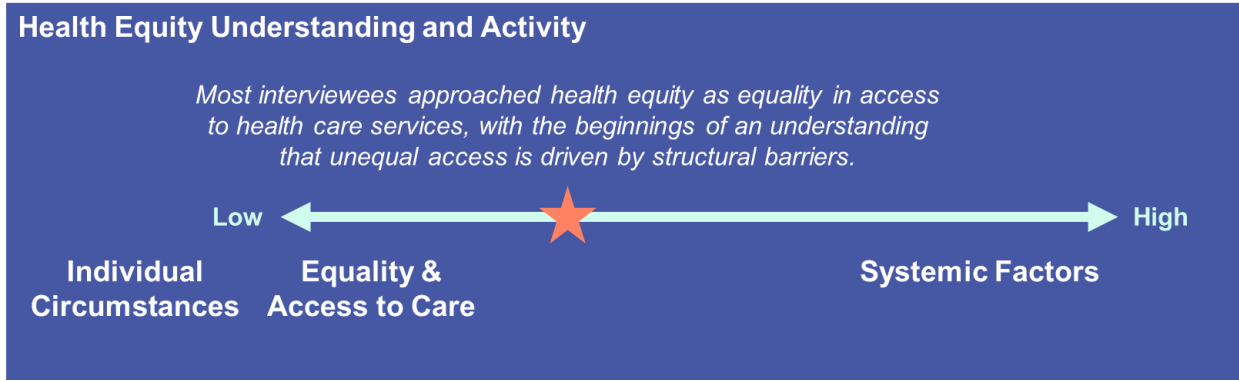 Health Equity Understanding and Activity
Most interviewees approached health equity as equality in access
to health care services, with the beginnings of an understanding
that unequal access is driven by structural barriers.
Low
High
Individual
Circumstances
Equality &
Access to Care
Systemic Factors